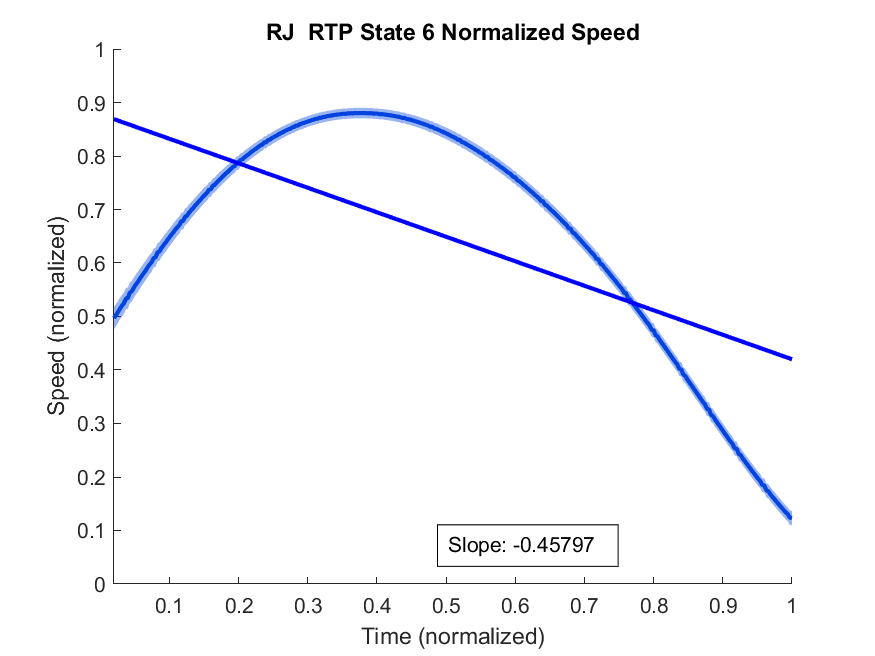 RJ  RTP State 6 Normalized Speed
1
0.9
0.8
0.7
0.6
0.5
0.4
0.3
0.2
0.1
0
Speed (normalized)
Slope: -0.45797
0.1 0.2 0.3 0.4 0.5 0.6 0.7 0.8 0.9 1
Time (normalized)